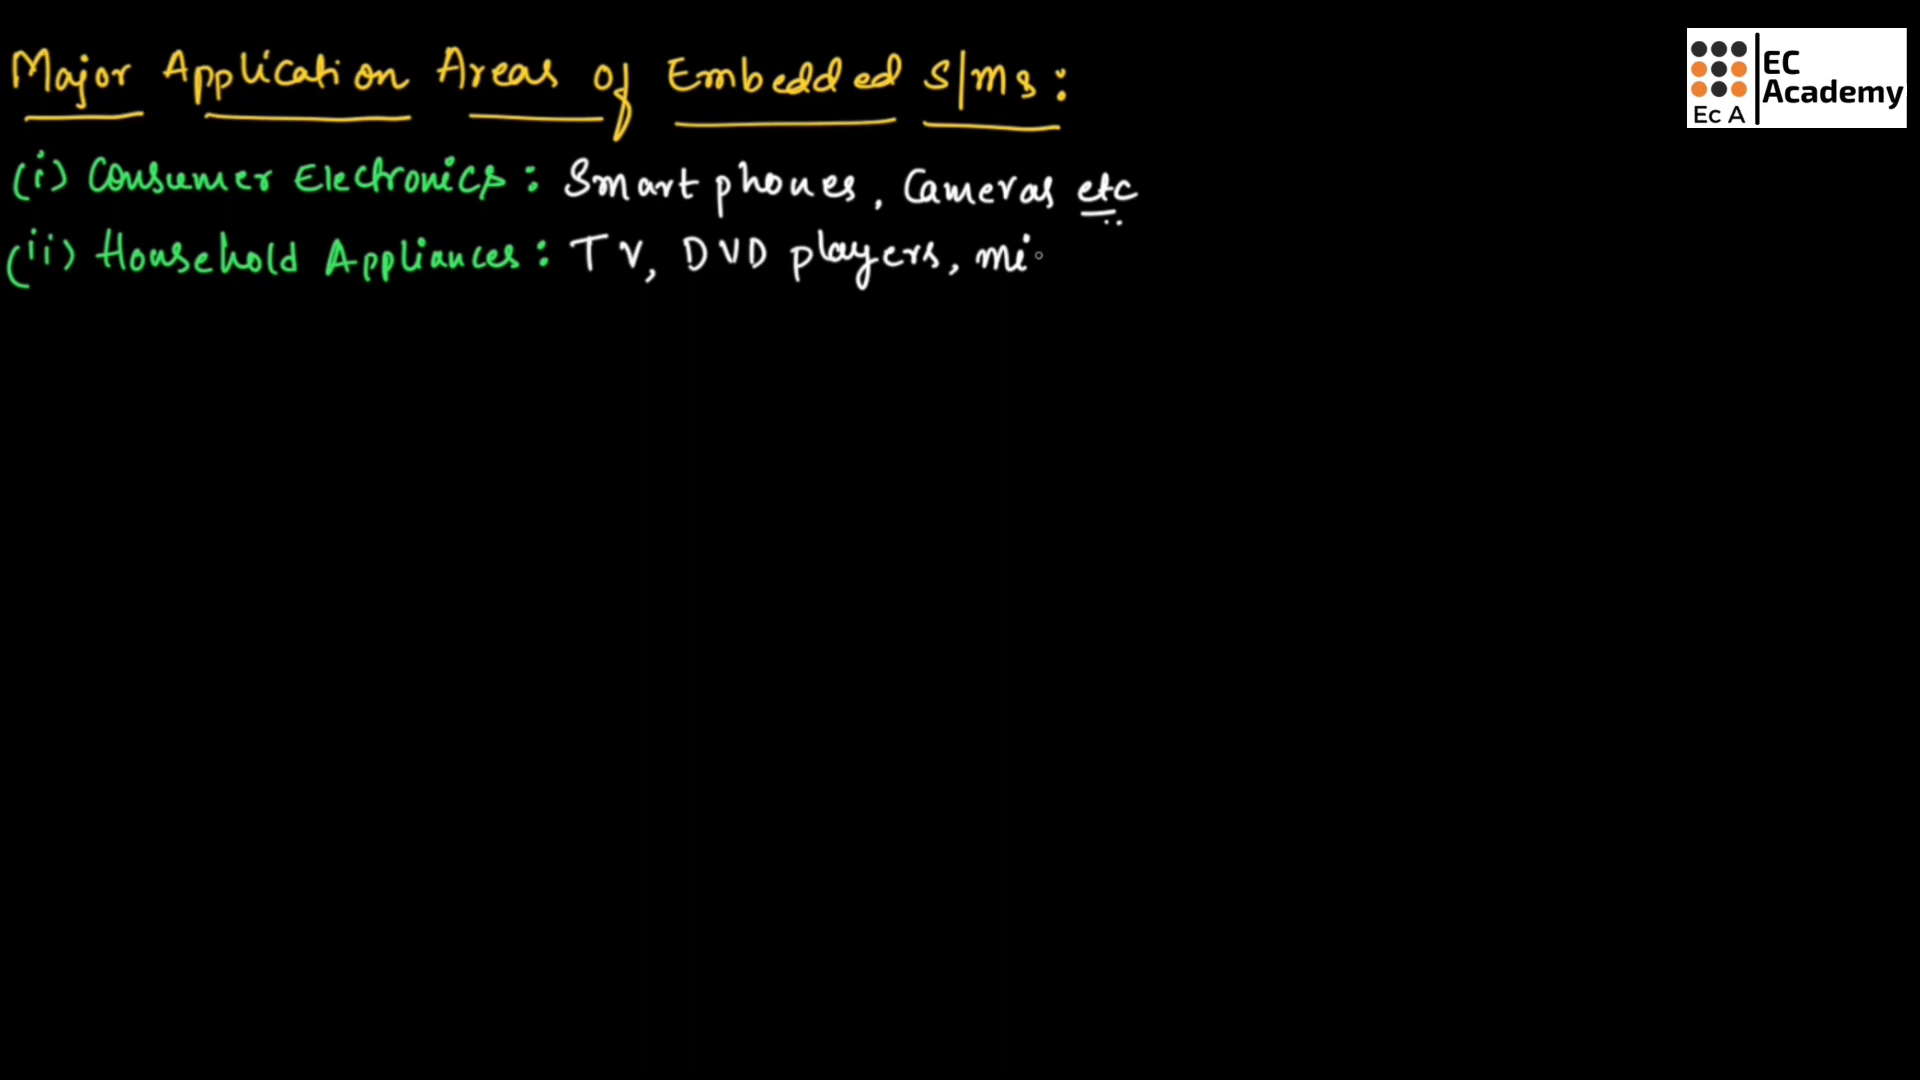 Major Application Areas of Embedded S/ms:
EC
Academy
Ec A
(i) Consumer Electronics: Smart phones, Cameras etc
(ii) Household Appliances: TV, DVD players, mi